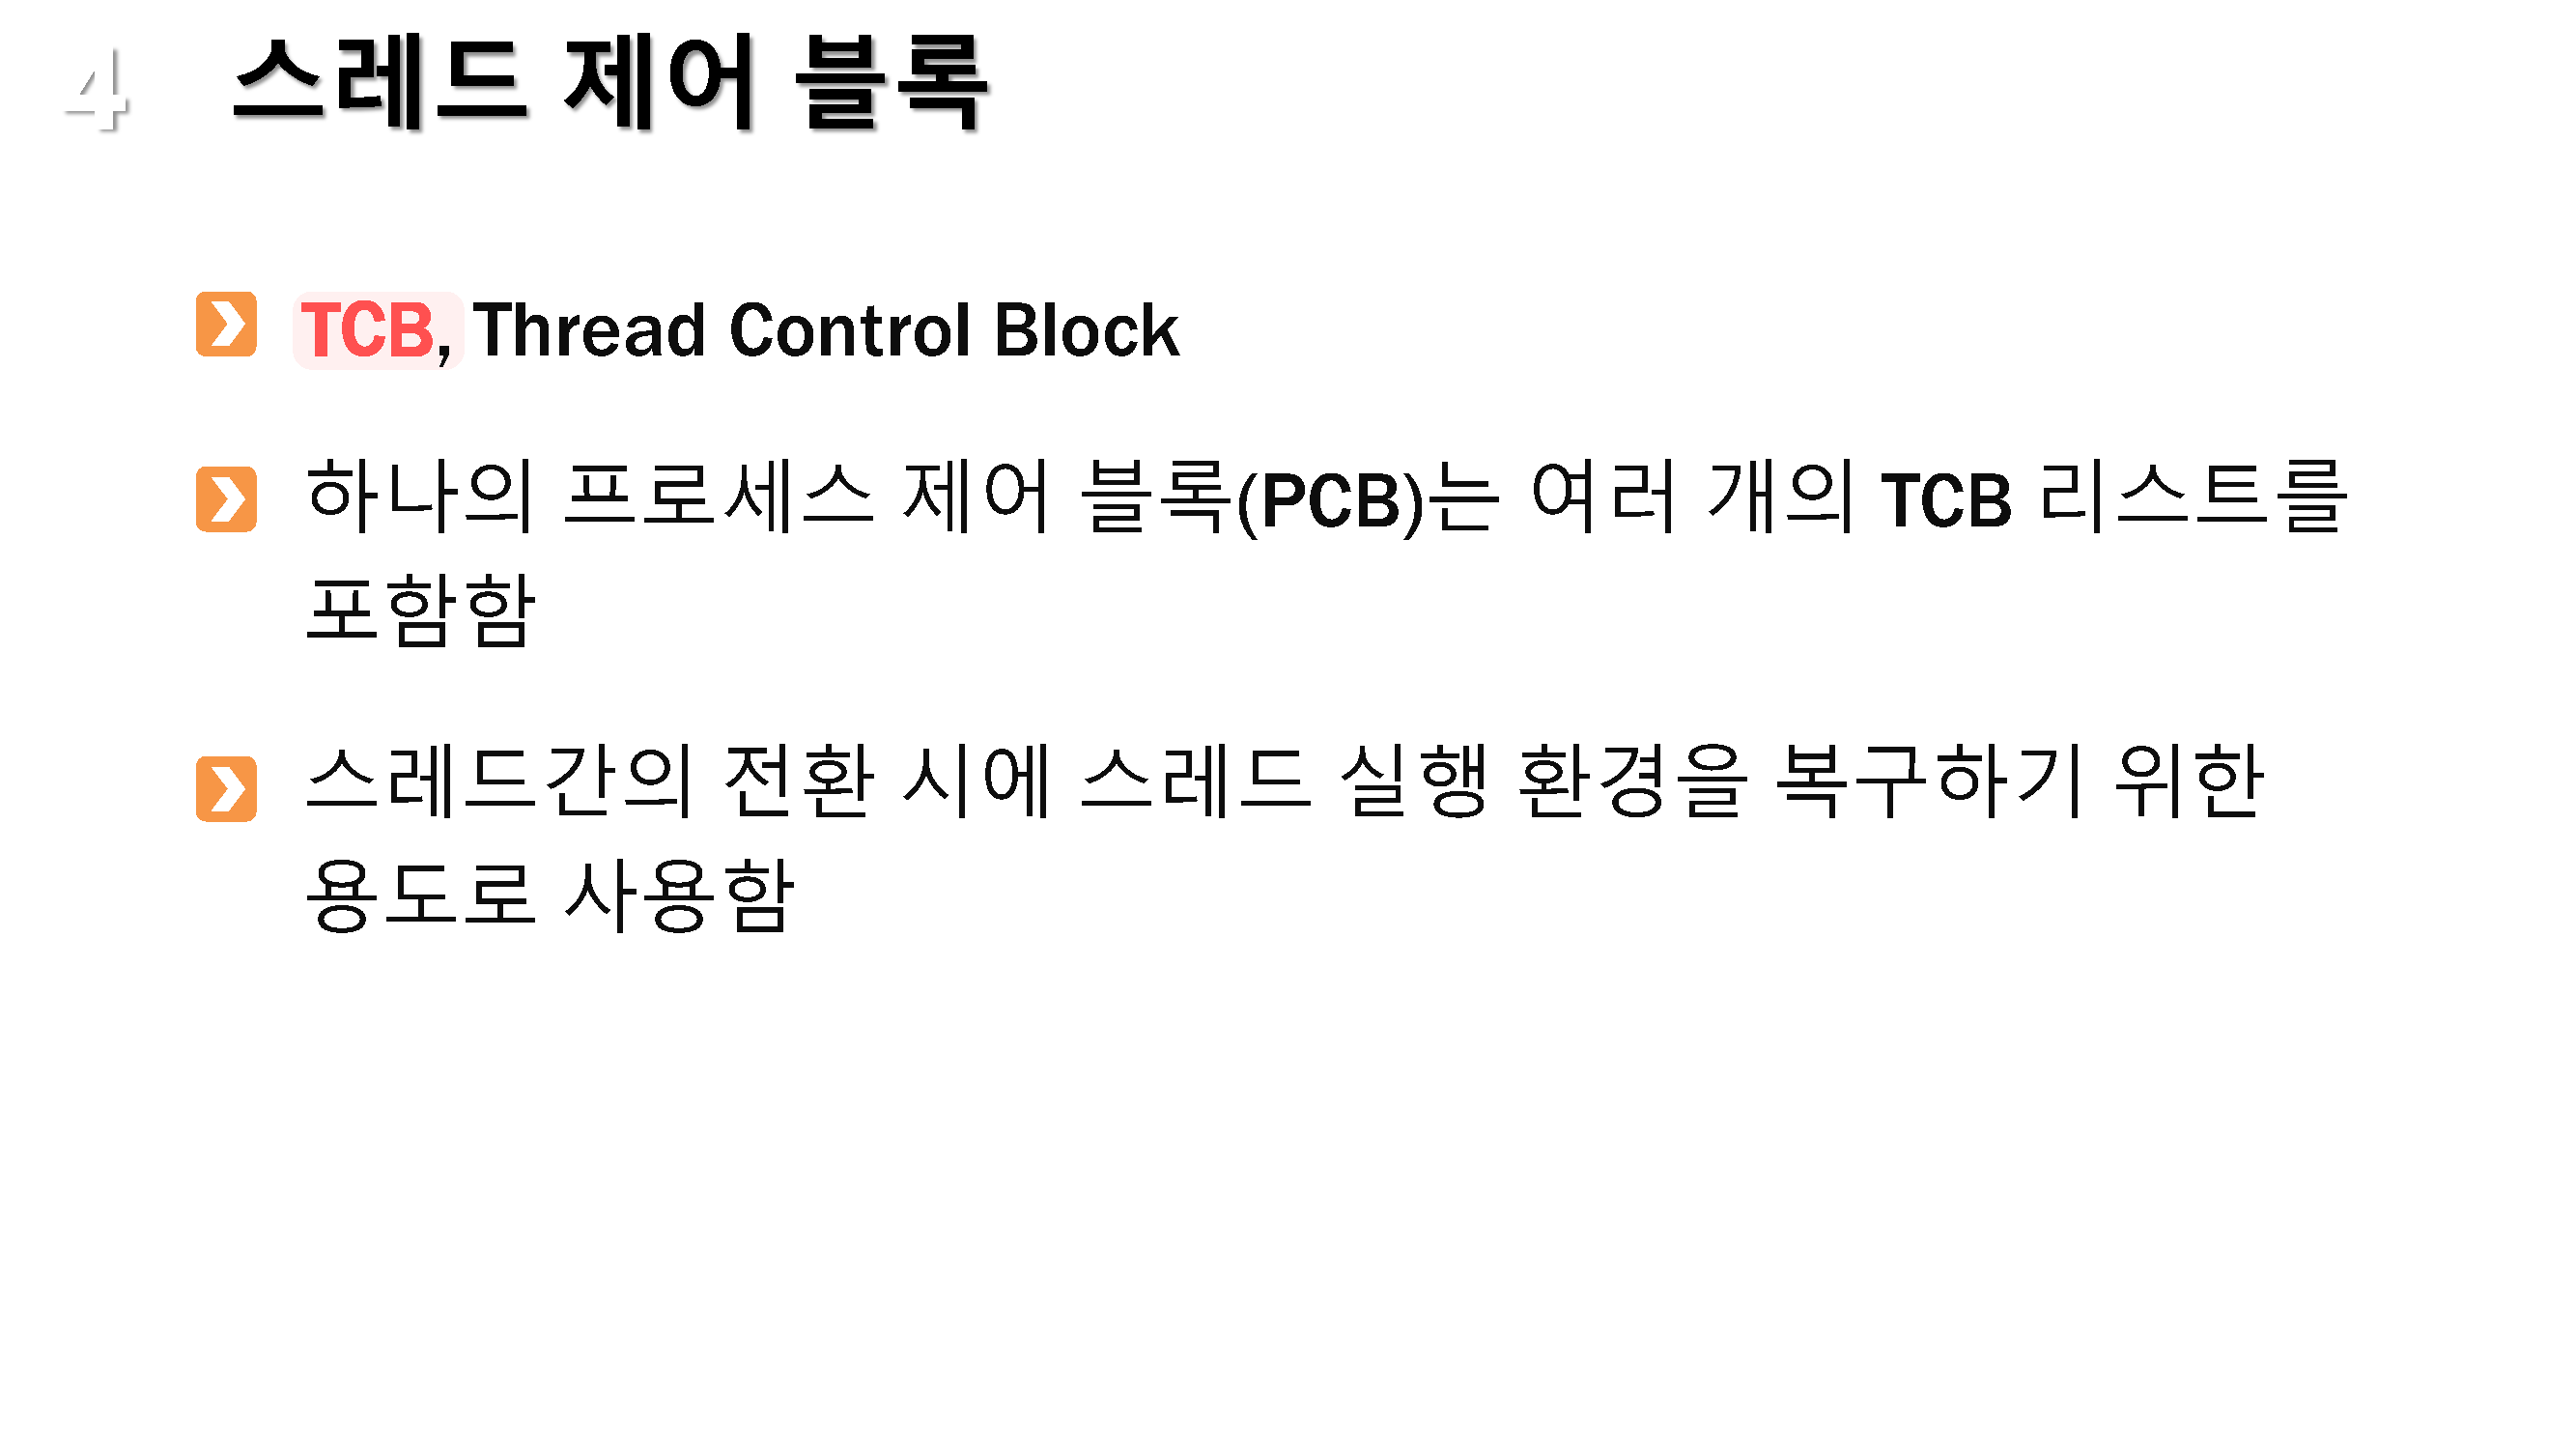 4 스레드 제어 블록
TCB, Thread Control Block
하나의 프로세스 제어 블록(PCB)는 여러 개의 TCB 리스트를
포함함
스레드간의 전환 시에 스레드 실행 환경을 복구하기 위한
용도로 사용함